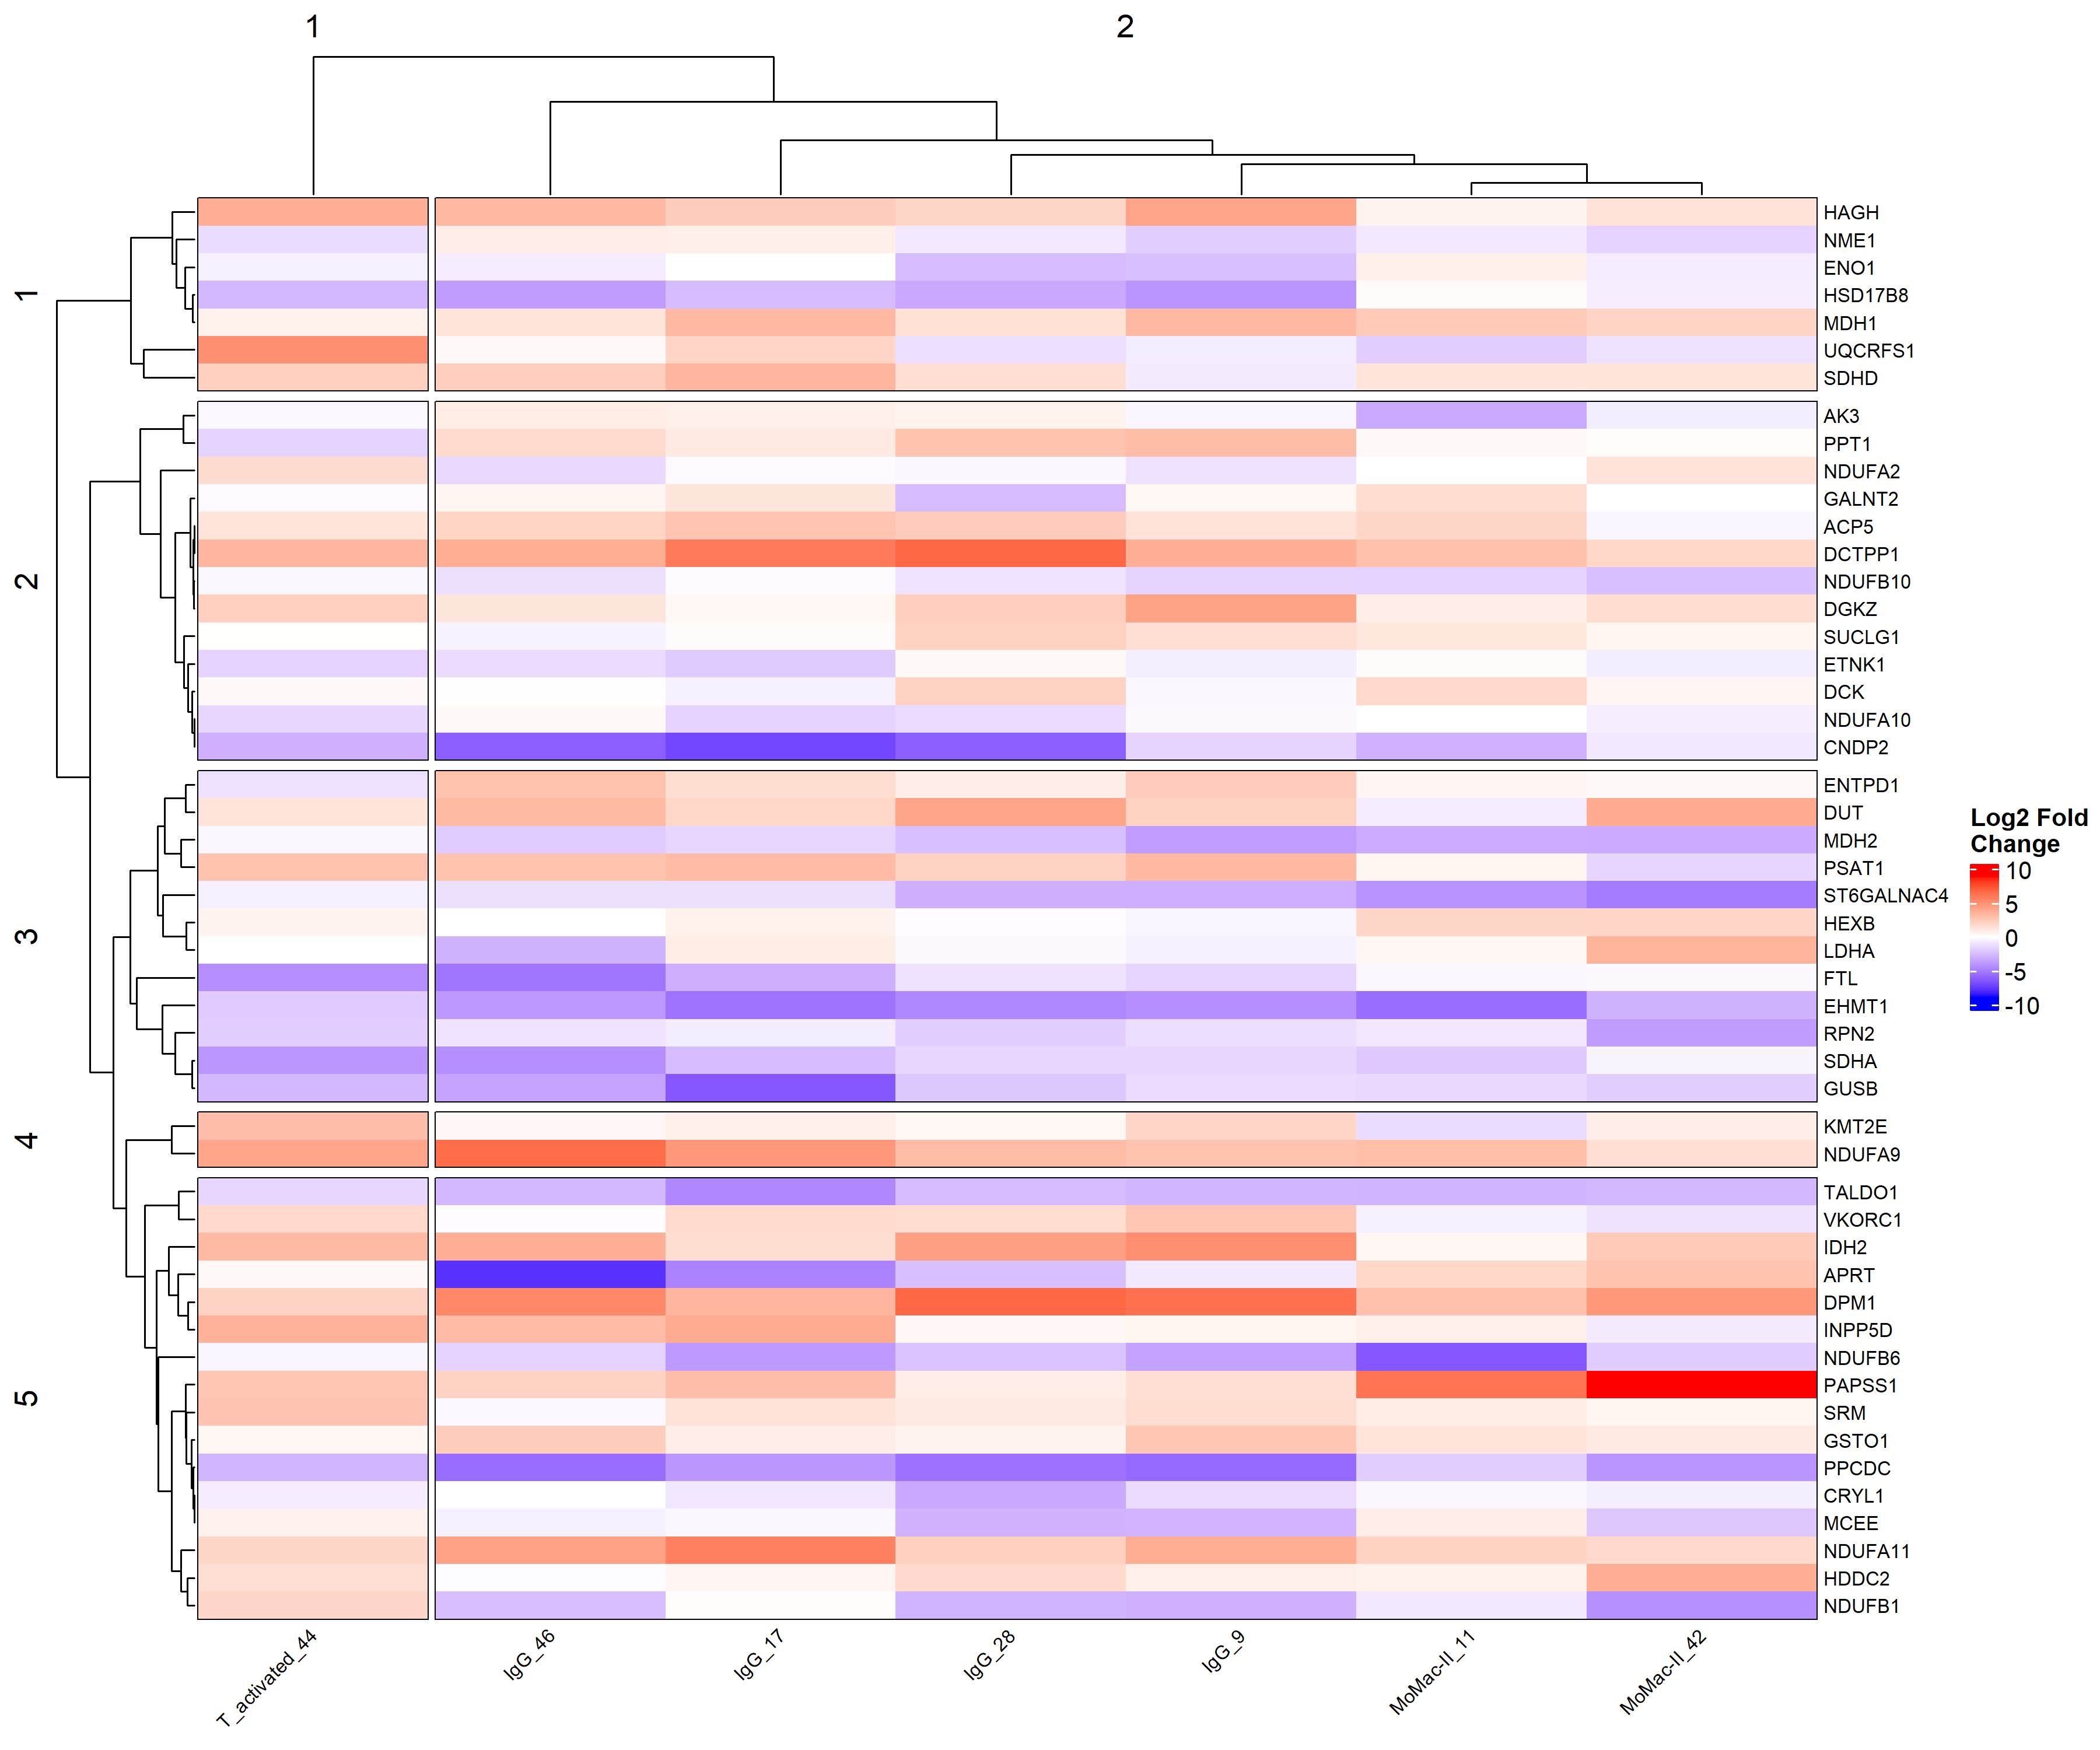 1
2
1
HAGH
NME1
ENO1
HSD17B8
MDH1
UQCRFS1
SDHD
2
AK3
PPT1
NDUFA2
GALNT2
ACP5
DCTPP1
NDUFB10
DGKZ
SUCLG1
ETNK1
DCK
NDUFA10
CNDP2
3
ENTPD1
DUT
MDH2
PSAT1
ST6GALNAC4
HEXB
LDHA
FTL
EHMT1
RPN2
SDHA
GUSB
4
KMT2E
NDUFA9
5
TALDO1
VKORC1
IDH2
APRT
DPM1
INPP5D
NDUFB6
PAPSS1
SRM
GSTO1
PPCDC
CRYL1
MCEE
NDUFA11
HDDC2
NDUFB1
T_activated_44
IgG_46
IgG_17
IgG_28
IgG_9
MoMac-II_11
MoMac-II_42
Log2 Fold
Change
10
5
0
-5
-10